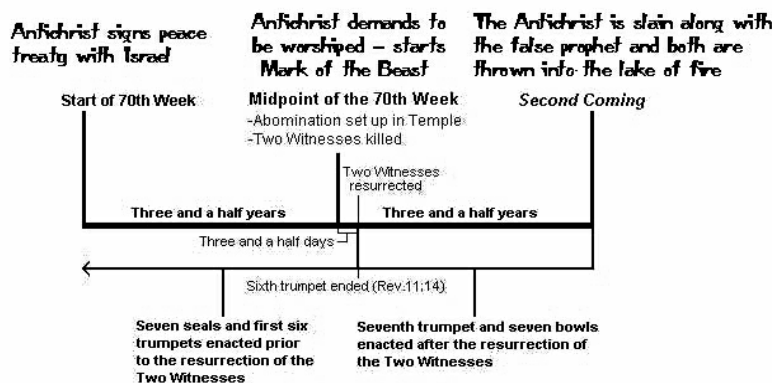 Antichrist signs peace
treaty with Israel
Start of 70th Week
Antichrist demands to
be worshiped – starts
Mark of the Beast
Midpoint of the 70th Week
-Abomination set up in Temple
-Two Witnesses killed
The Antichrist is slain along with
the false prophet and both are
thrown into the lake of fire
Second Coming
Two Witnesses
resurrected
Three and a half years
Three and a half years
Three and a half days
Sixth trumpet ended (Rev.11:14)
Seven seals and first six
trumpets enacted prior
to the resurrection of the
Two Witnesses
Seventh trumpet and seven bowls
enacted after the resurrection of
the Two Witnesses